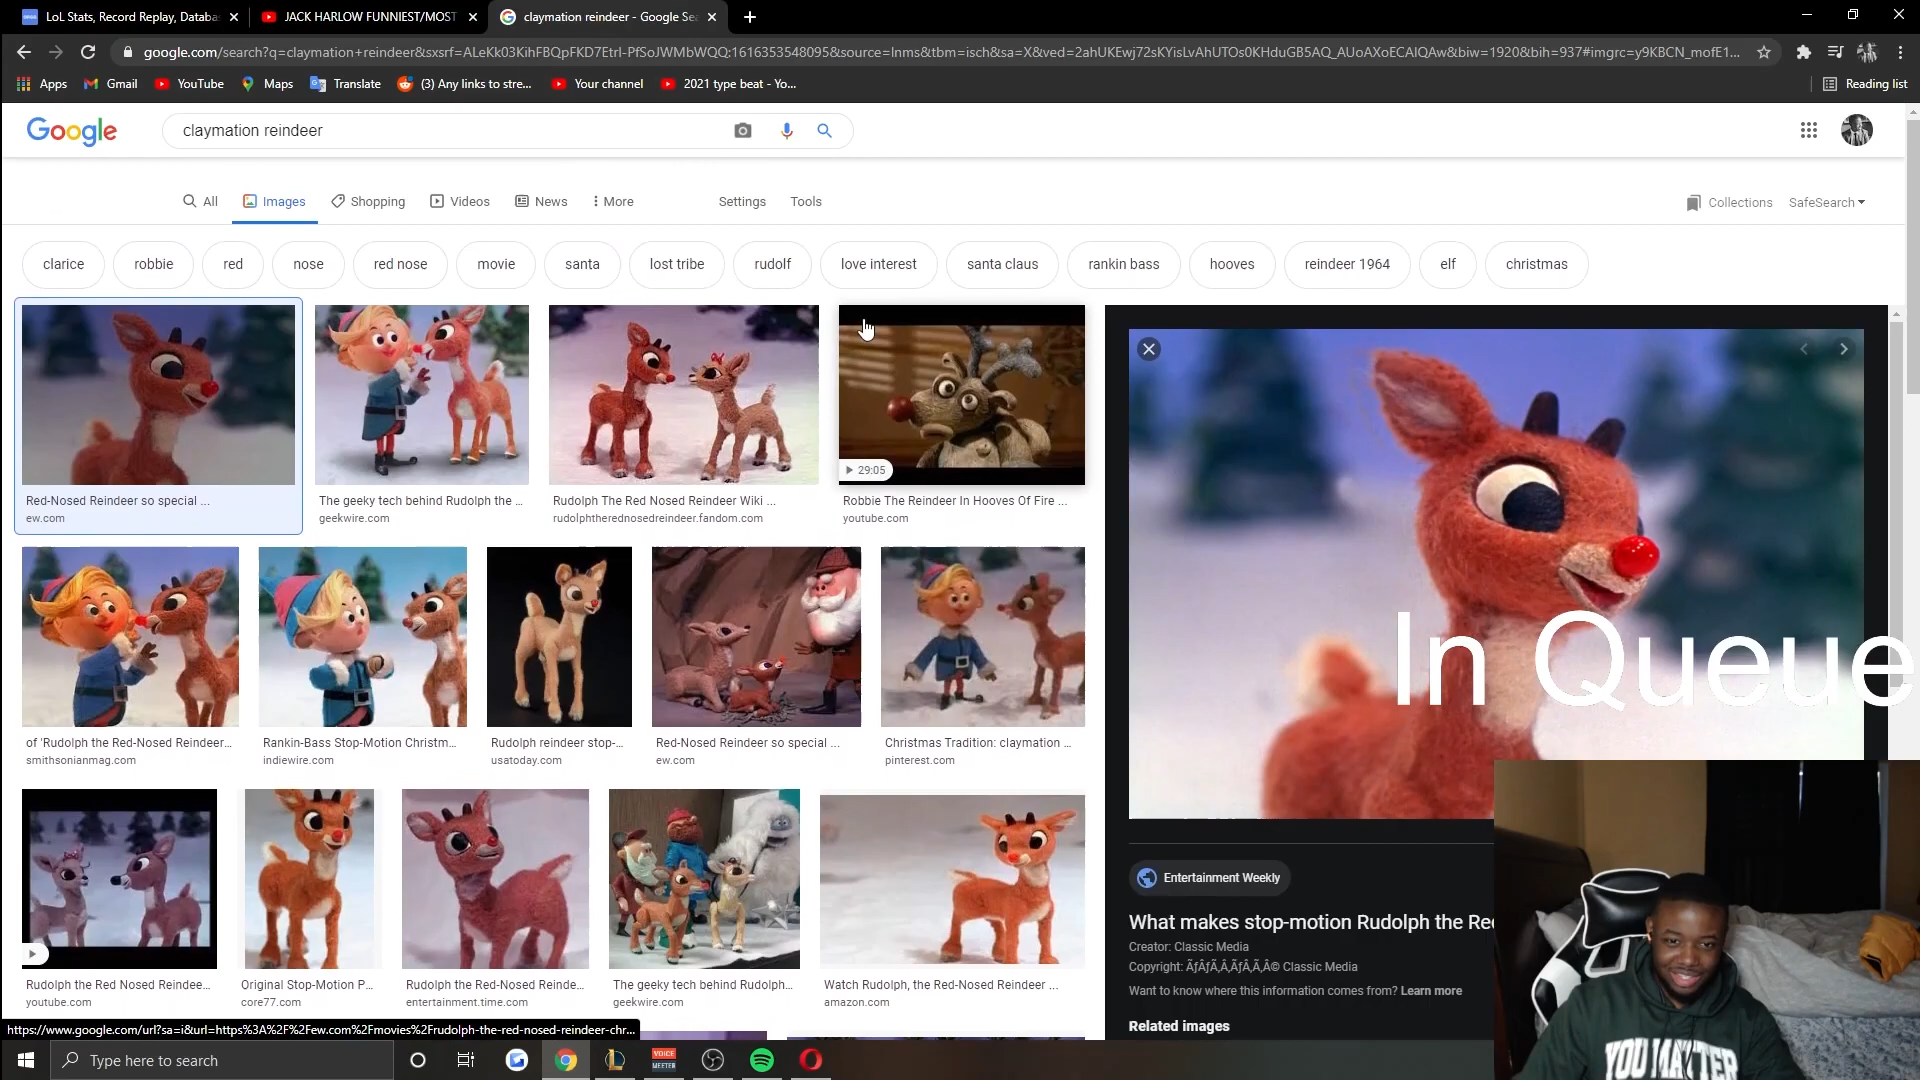 LoL Stats, Record Replay, Databa
JACK HARLOW FUNNIEST/MOST
claymation reindeer - Google Se
google.com/search?q=claymation+reindeer&sxsrf=ALeKk03KihFBQpFKD7Etrl-PfSoJWMbWQQ:1616353548095&source=lnms&tbm=isch&sa=X&ved=2ahUKEwj72sKYisLvAhUTOs0KHduGB5AQ_AUoAXoECAIQAw&biw=1920&bih=937#imgrc=y9KBCN_mofE1...
Apps
Gmail
YouTube
Maps
Translate
(3) Any links to stre...
Your channel
2021 type beat - Yo...
Reading list
Google
claymation reindeer
All
Images
Shopping
Videos
News
More
Settings
Tools
Collections
SafeSearch
clarice
robbie
red
nose
red nose
movie
santa
lost tribe
rudolf
love interest
santa claus
rankin bass
hooves
reindeer 1964
elf
christmas
29:05
Red-Nosed Reindeer so special ...
ew.com
The geeky tech behind Rudolph the ...
geekwire.com
Rudolph The Red Nosed Reindeer Wiki ...
rudolphtherednosedreindeer.fandom.com
Robbie The Reindeer In Hooves Of Fire ...
youtube.com
In Queue
of 'Rudolph the Red-Nosed Reindeer...
smithsonianmag.com
Rankin-Bass Stop-Motion Christm...
indiewire.com
Rudolph reindeer stop-...
usatoday.com
Red-Nosed Reindeer so special ...
ew.com
Christmas Tradition: claymation ...
pinterest.com
Entertainment Weekly
What makes stop-motion Rudolph the Re
Creator: Classic Media
Copyright: ÃƒÂƒÃ‚Â‚ÃƒÂ‚Ã‚Â© Classic Media
Want to know where this information comes from? Learn more
Related images
Rudolph the Red Nosed Reindee...
youtube.com
Original Stop-Motion P...
core77.com
Rudolph the Red-Nosed Reinde...
entertainment.time.com
The geeky tech behind Rudolph...
geekwire.com
Watch Rudolph, the Red-Nosed Reindeer ...
amazon.com
https://www.google.com/url?sa=i&url=https%3A%2F%2Few.com%2Fmovies%2Frudolph-the-red-nosed-reindeer-chr...
Type here to search
VOICE
MEETER
YOU MATTER